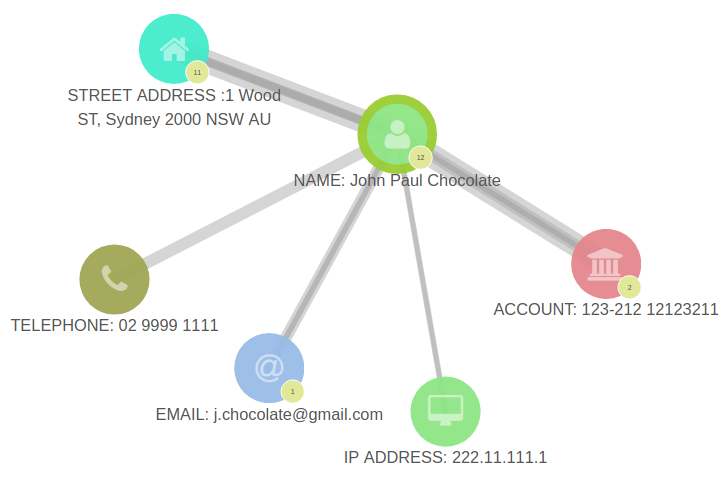 11
STREET ADDRESS :1 Wood
ST, Sydney 2000 NSW AU
12
NAME: John Paul Chocolate
2
ACCOUNT: 123-212 12123211
TELEPHONE: 02 9999 1111
@
1
EMAIL: j.chocolate@gmail.com
IP ADDRESS: 222.11.111.1